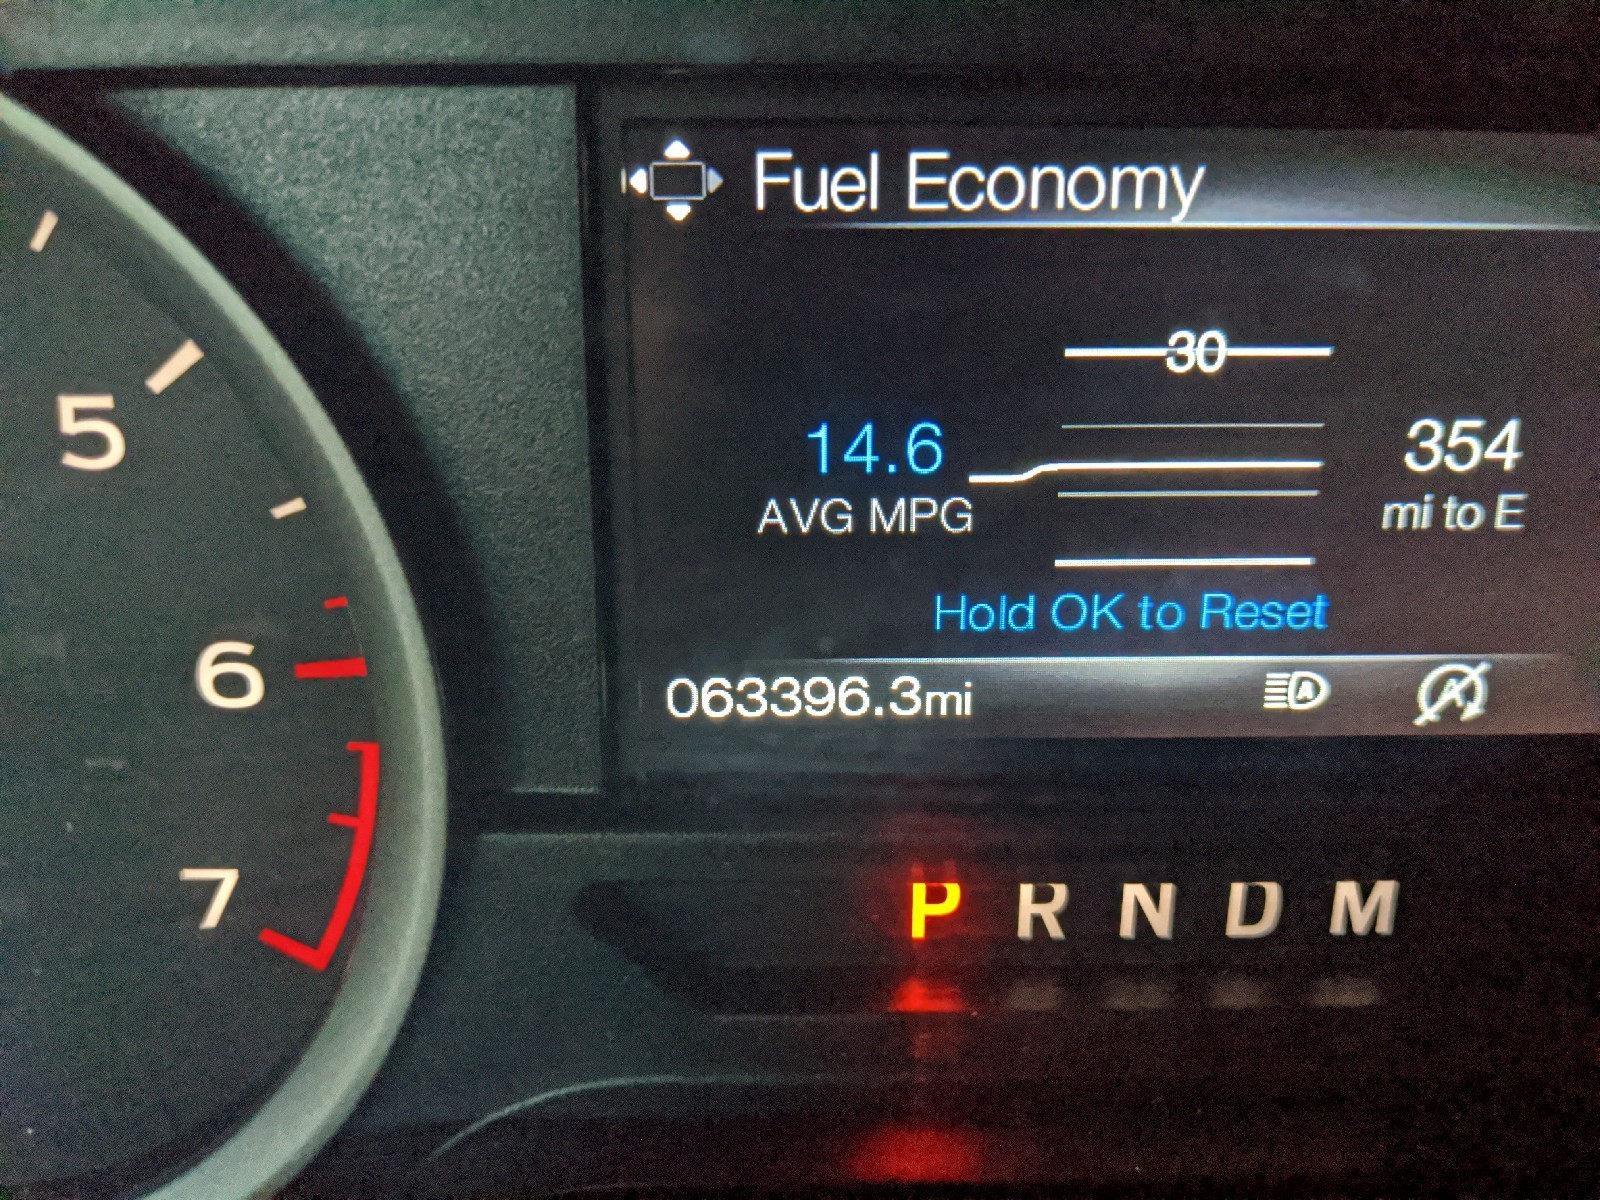 Fuel Economy
30
14.6
AVG MPG
354
mi to E
Hold OK to Reset
063396.3mi
A
A
5
6
7
P R N D M